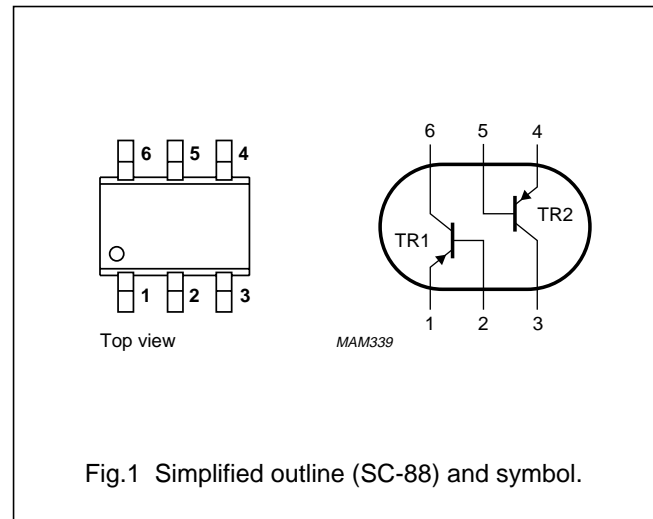 6 5 4
1 2 3
Top view
6 5 4
TR1
TR2
1 2 3
MAM339
Fig.1 Simplified outline (SC-88) and symbol.